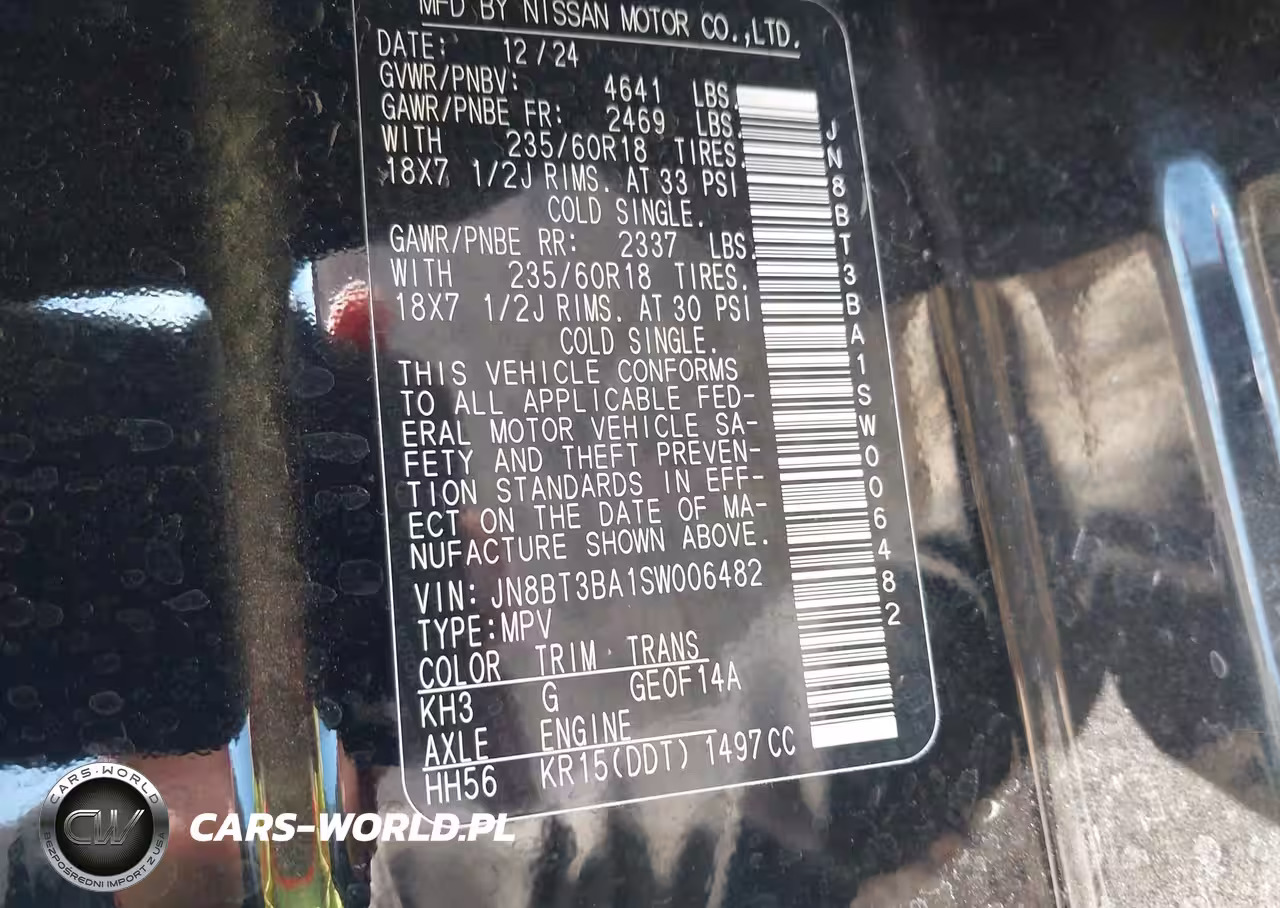 MFD BY NISSAN MOTOR CO.,LTD.
DATE: 12/24
GVWR/PNBV: 4641 LBS.
GAWR/PNBE FR: 2469 LBS.
WITH 235/60R18 TIRES.
18X7 1/2J RIMS. AT 33 PSI
COLD SINGLE.
GAWR/PNBE RR: 2337 LBS.
WITH 235/60R18 TIRES.
18X7 1/2J RIMS. AT 30 PSI
COLD SINGLE.
THIS VEHICLE CONFORMS
TO ALL APPLICABLE FED-
ERAL MOTOR VEHICLE SA-
FETY AND THEFT PREVEN-
TION STANDARDS IN EFF-
ECT ON THE DATE OF MA-
NUFACTURE SHOWN ABOVE.
VIN: JN8BT3BA1SW006482
TYPE:MPV
COLOR TRIM TRANS
KH3 G GE0F14A
AXLE ENGINE
HH56 KR15(DDT) 1497CC
JN8BT3BA1SW006482
CARS-WORLD
CW
BEZPOŚREDNI IMPORT Z USA
CARS-WORLD.PL